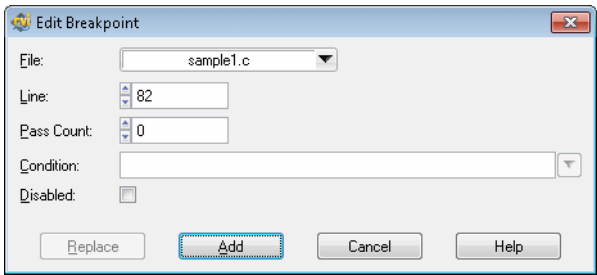 Edit Breakpoint
File: sample1.c
Line: 82
Pass Count: 0
Condition:
Disabled:
Replace Add Cancel Help